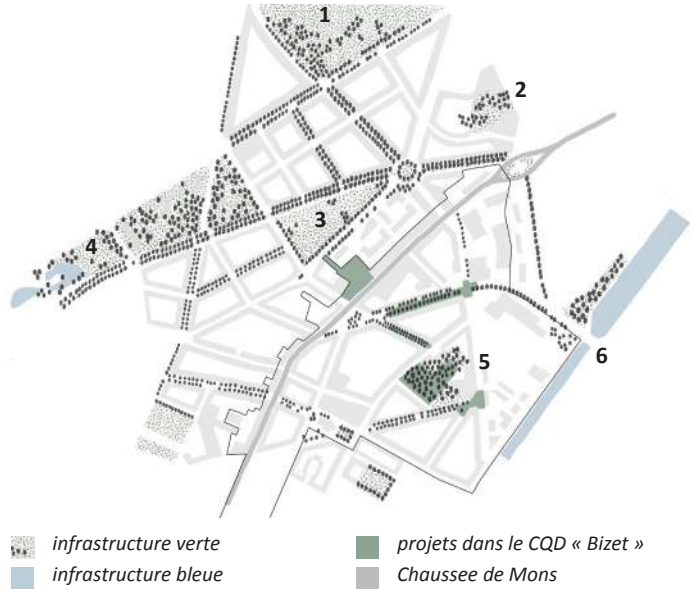 1
2
3
4
5
6
infrastructure verte
projets dans le CQD « Bizet »
infrastructure bleue
Chaussee de Mons